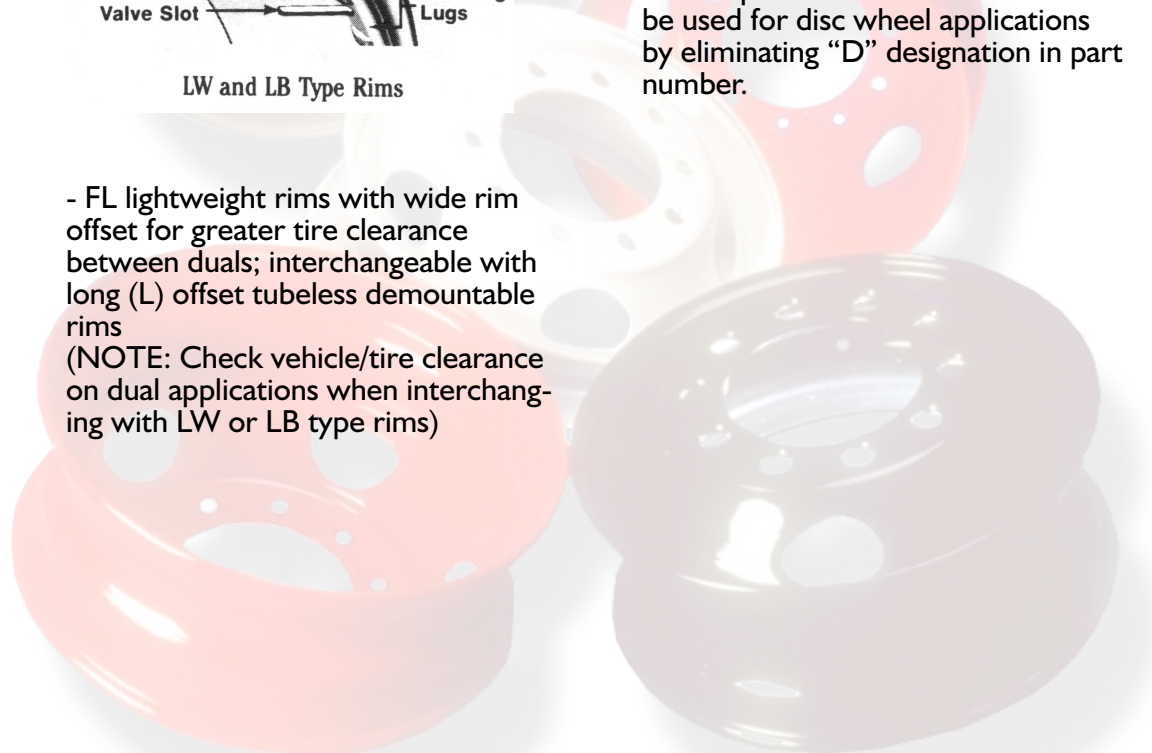 Valve Slot
Lugs
LW and LB Type Rims
- FL lightweight rims with wide rim
offset for greater tire clearance
between duals; interchangeable with
long (L) offset tubeless demountable
rims
(NOTE: Check vehicle/tire clearance
on dual applications when interchang-
ing with LW or LB type rims)
be used for disc wheel applications
by eliminating “D” designation in part
number.